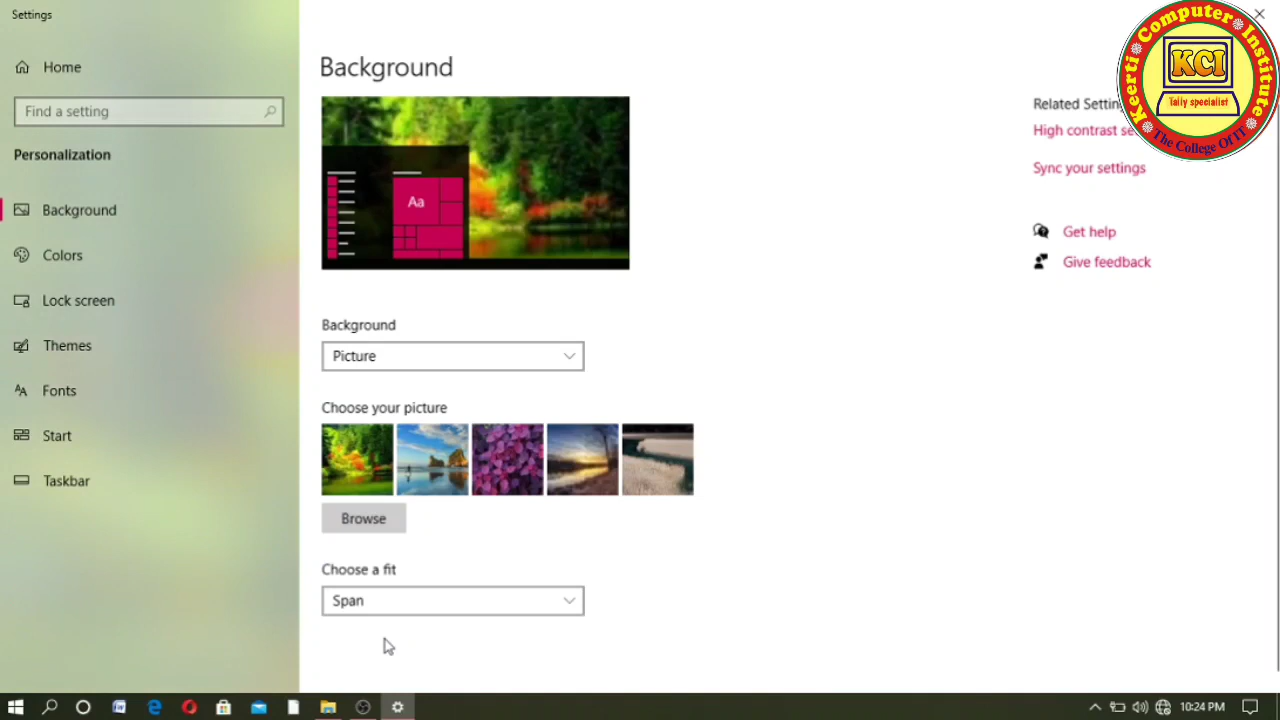 Settings
Home
Find a setting
Personalization
Background
Colors
Lock screen
Themes
Fonts
Start
Taskbar
Background
Aa
Background
Picture
Choose your picture
Browse
Choose a fit
Span
Related Settin
High contrast se
Sync your settings
Get help
Give feedback
Keerti Computer Institute
KCI
Tally specialist
The College Of IT
10:24 PM